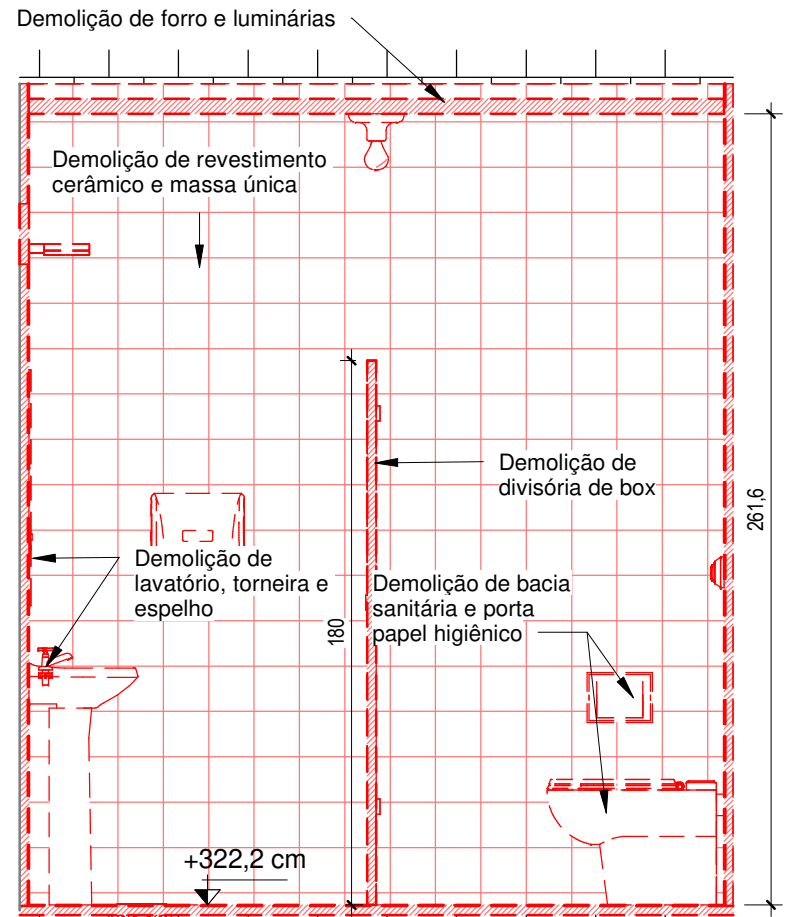 Demolição de forro e luminárias
Demolição de revestimento
cerâmico e massa única
Demolição de
divisória de box
261,6
Demolição de
lavatório, torneira e
espelho
Demolição de bacia
sanitária e porta
papel higiênico
180
+322,2 cm